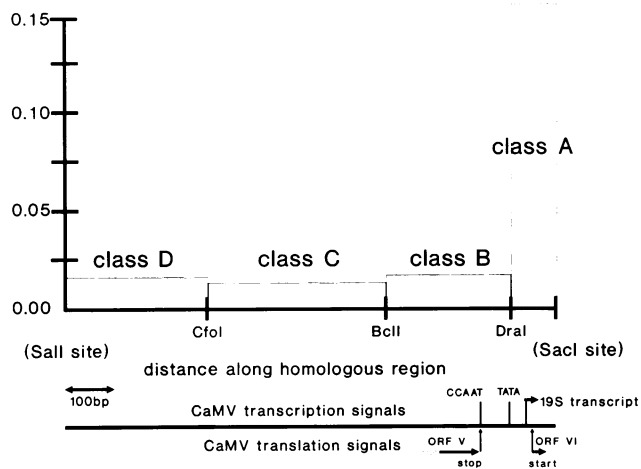 0.15
0.10
class A
0.05
class D
class C
class B
0.00
CfoI
BclI
DraI
(SalI site)
(SacI site)
distance along homologous region
100bp
CCAAT
TATA
19S transcript
CaMV transcription signals
CaMV translation signals
ORF V
ORF VI
stop
start